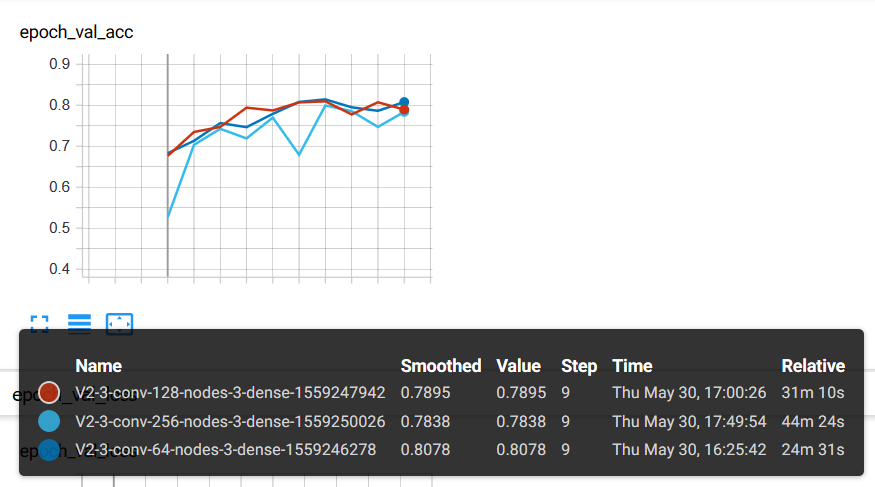 epoch_val_acc
0.9
0.8
0.7
0.6
0.5
0.4
Name Smoothed Value Step Time Relative
V2-3-conv-128-nodes-3-dense-1559247942 0.7895 0.7895 9 Thu May 30, 17:00:26 31m 10s
V2-3-conv-256-nodes-3-dense-1559250026 0.7838 0.7838 9 Thu May 30, 17:49:54 44m 24s
V2-3-conv-64-nodes-3-dense-1559246278 0.8078 0.8078 9 Thu May 30, 16:25:42 24m 31s